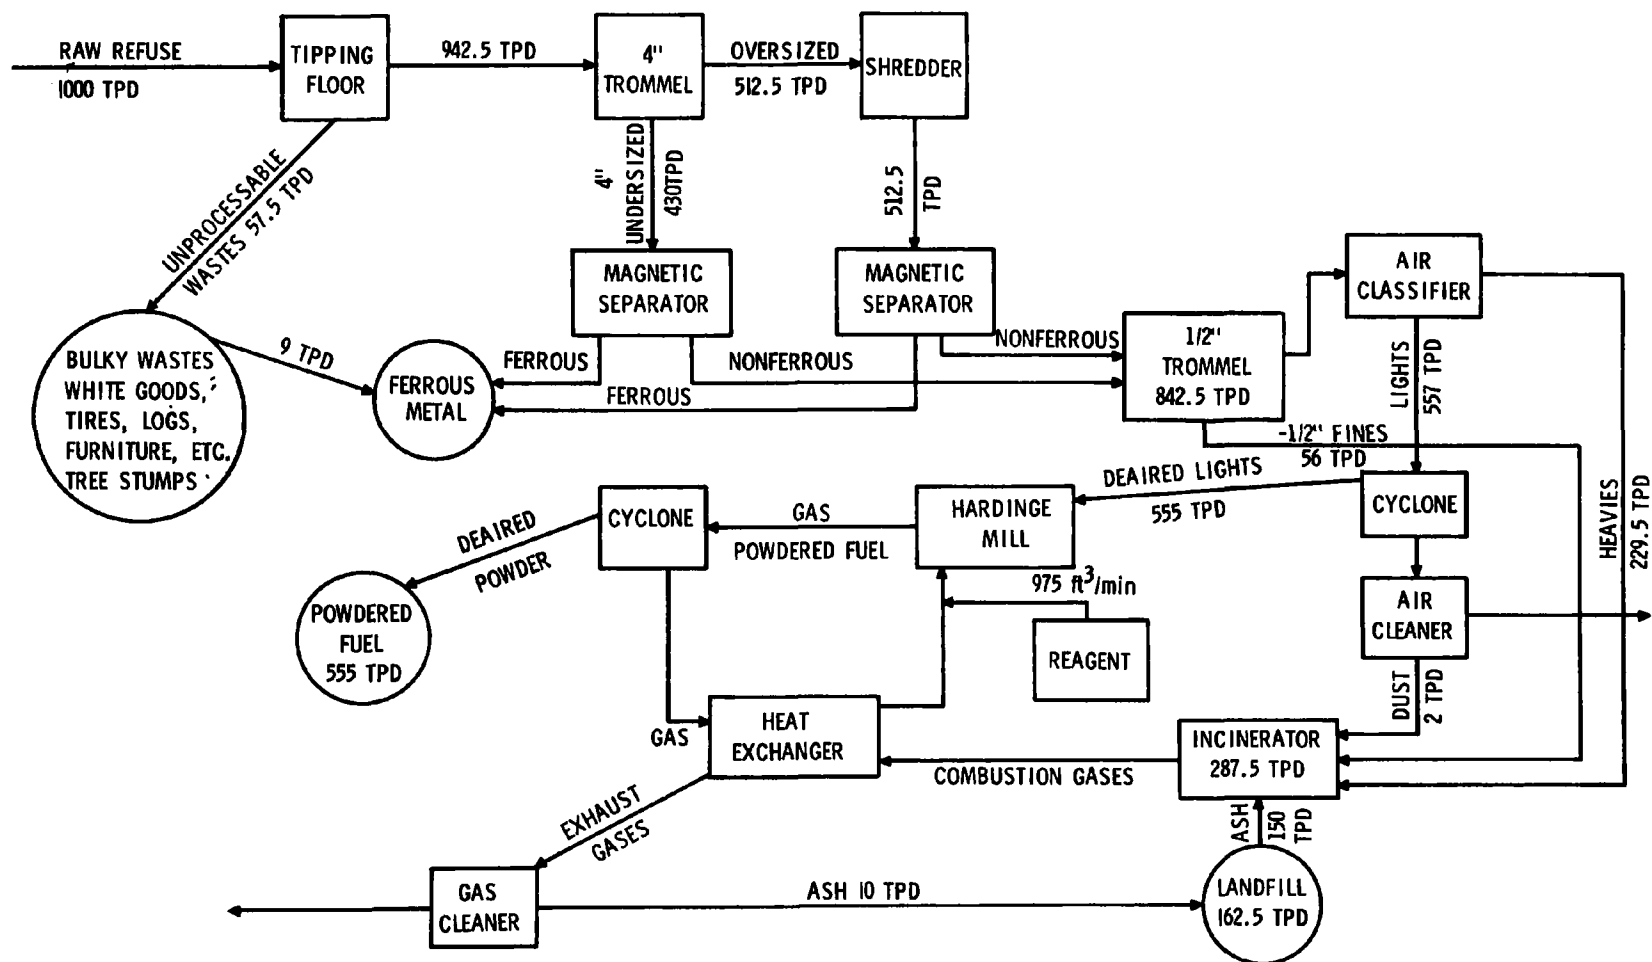 RAW REFUSE
1000 TPD
TIPPING
FLOOR
942.5 TPD
4"
TROMMEL
OVERSIZED
512.5 TPD
SHREDDER
UNPROCESSABLE
WASTES 57.5 TPD
4"
UNDERSIZED
430TPD
512.5
TPD
MAGNETIC
SEPARATOR
MAGNETIC
SEPARATOR
AIR
CLASSIFIER
BULKY WASTES
WHITE GOODS,
TIRES, LOGS,
FURNITURE, ETC.
TREE STUMPS
9 TPD
FERROUS
METAL
FERROUS
NONFERROUS
FERROUS
NONFERROUS
1/2"
TROMMEL
842.5 TPD
LIGHTS
557 TPD
-1/2" FINES
56 TPD
HEAVIES
229.5 TPD
DEAIRED LIGHTS
555 TPD
CYCLONE
HARDINGE
MILL
GAS
POWDERED FUEL
CYCLONE
DEAIRED
POWDER
POWDERED
FUEL
555 TPD
975 ft³/min
REAGENT
AIR
CLEANER
DUST
2 TPD
GAS
HEAT
EXCHANGER
COMBUSTION GASES
INCINERATOR
287.5 TPD
EXHAUST
GASES
ASH
150
TPD
GAS
CLEANER
ASH 10 TPD
LANDFILL
162.5 TPD